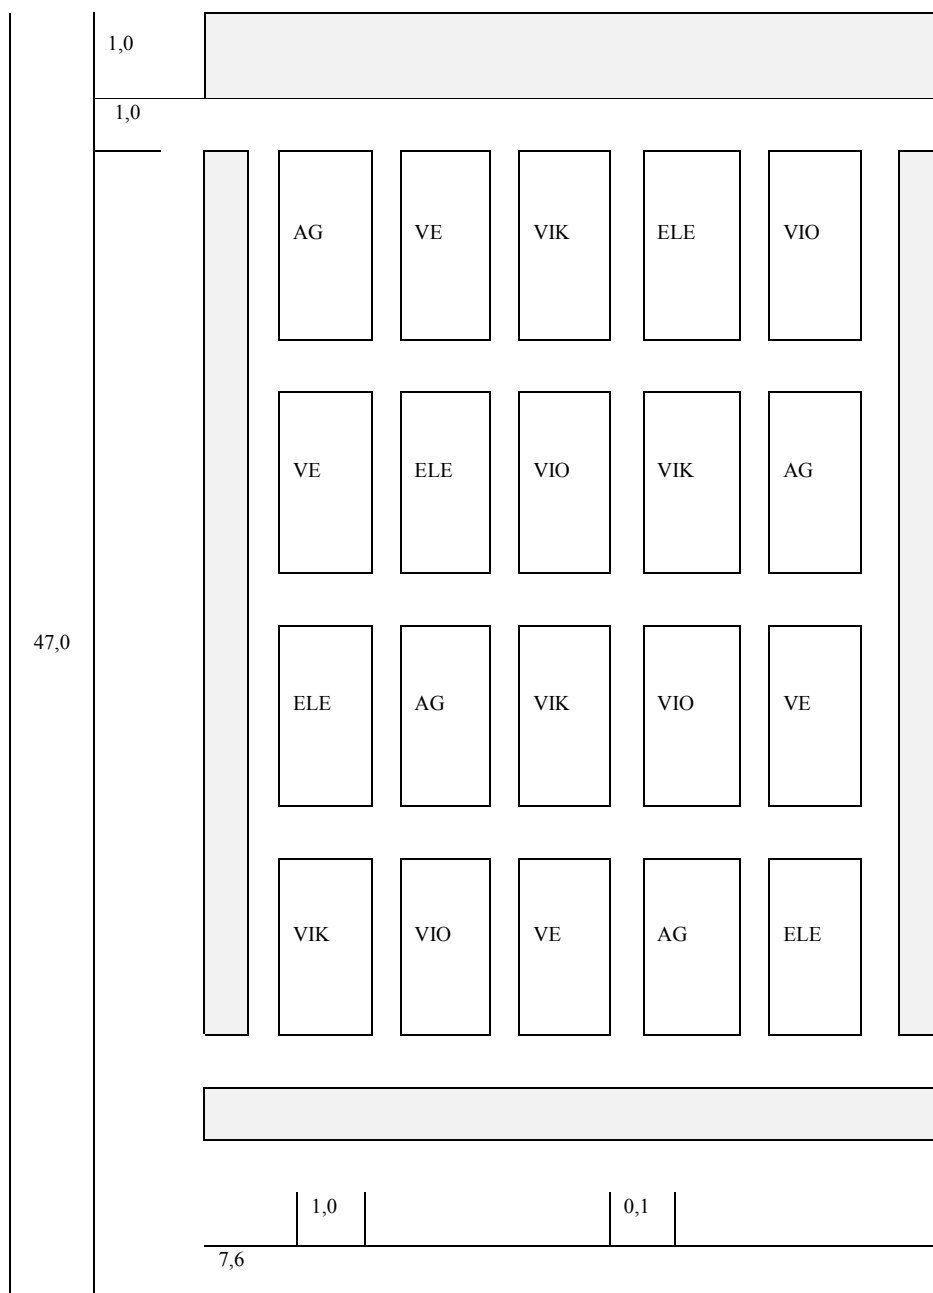 1,0
1,0
AG VE VIK ELE VIO
VE ELE VIO VIK AG
47,0
ELE AG VIK VIO VE
VIK VIO VE AG ELE
1,0 0,1
7,6